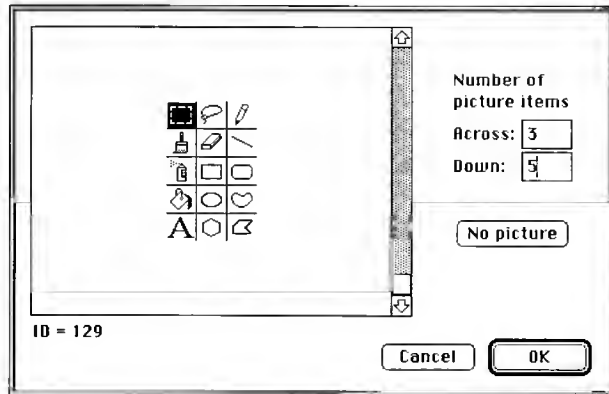 Number of
picture items
Across: 3
Down: 5
A
No picture
ID = 129
Cancel
OK